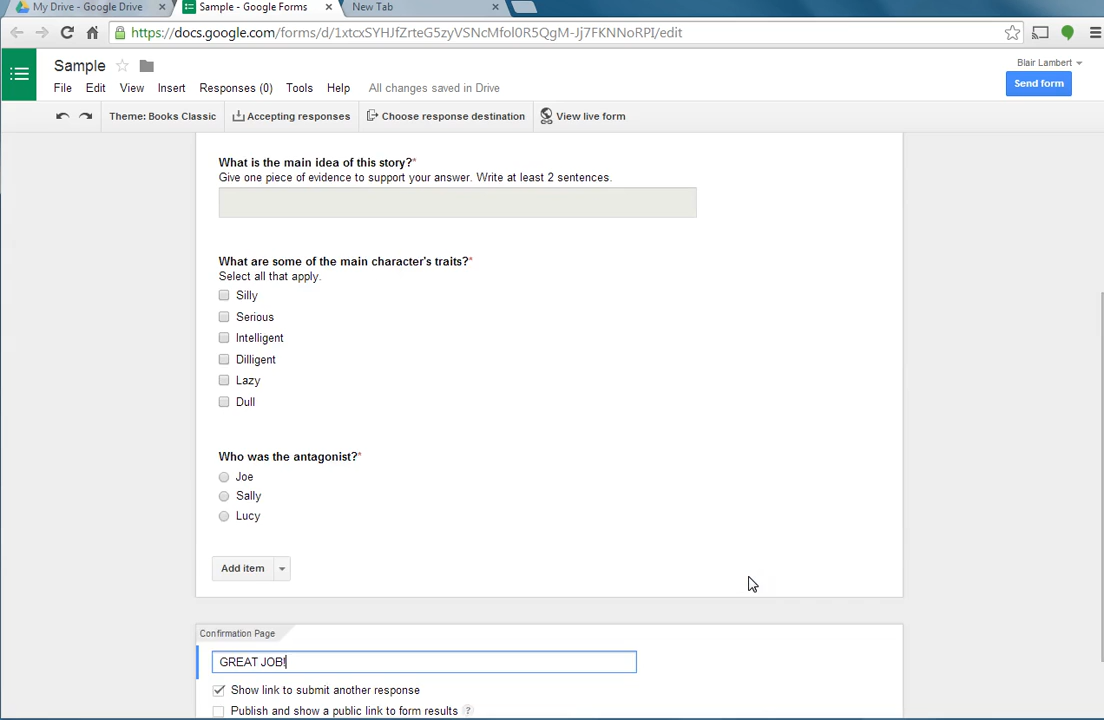 My Drive - Google Drive
Sample - Google Forms
New Tab
https://docs.google.com/forms/d/1xtcxSYHJfZrteG5zyVSNcMfol0R5QgM-Jj7FKNNoRPI/edit
Sample
Blair Lambert
File Edit View Insert Responses (0) Tools Help All changes saved in Drive
Send form
Theme: Books Classic Accepting responses Choose response destination View live form
What is the main idea of this story?*
Give one piece of evidence to support your answer. Write at least 2 sentences.
What are some of the main character's traits?*
Select all that apply.
Silly
Serious
Intelligent
Dilligent
Lazy
Dull
Who was the antagonist?*
Joe
Sally
Lucy
Add item
Confirmation Page
GREAT JOB!
Show link to submit another response
Publish and show a public link to form results ?